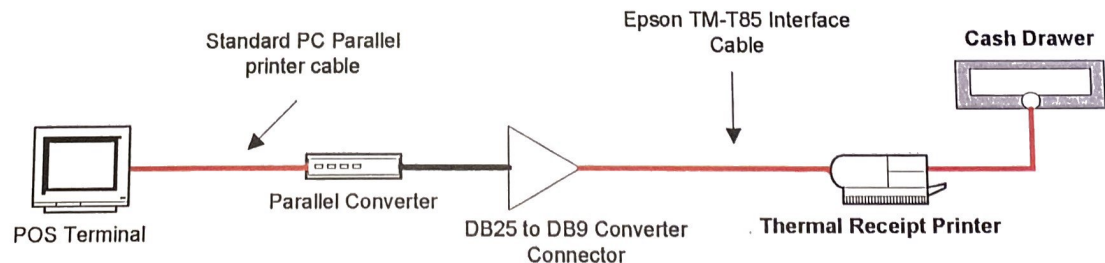 Standard PC Parallel
printer cable
Epson TM-T85 Interface
Cable
Cash Drawer
POS Terminal
Parallel Converter
DB25 to DB9 Converter
Connector
Thermal Receipt Printer